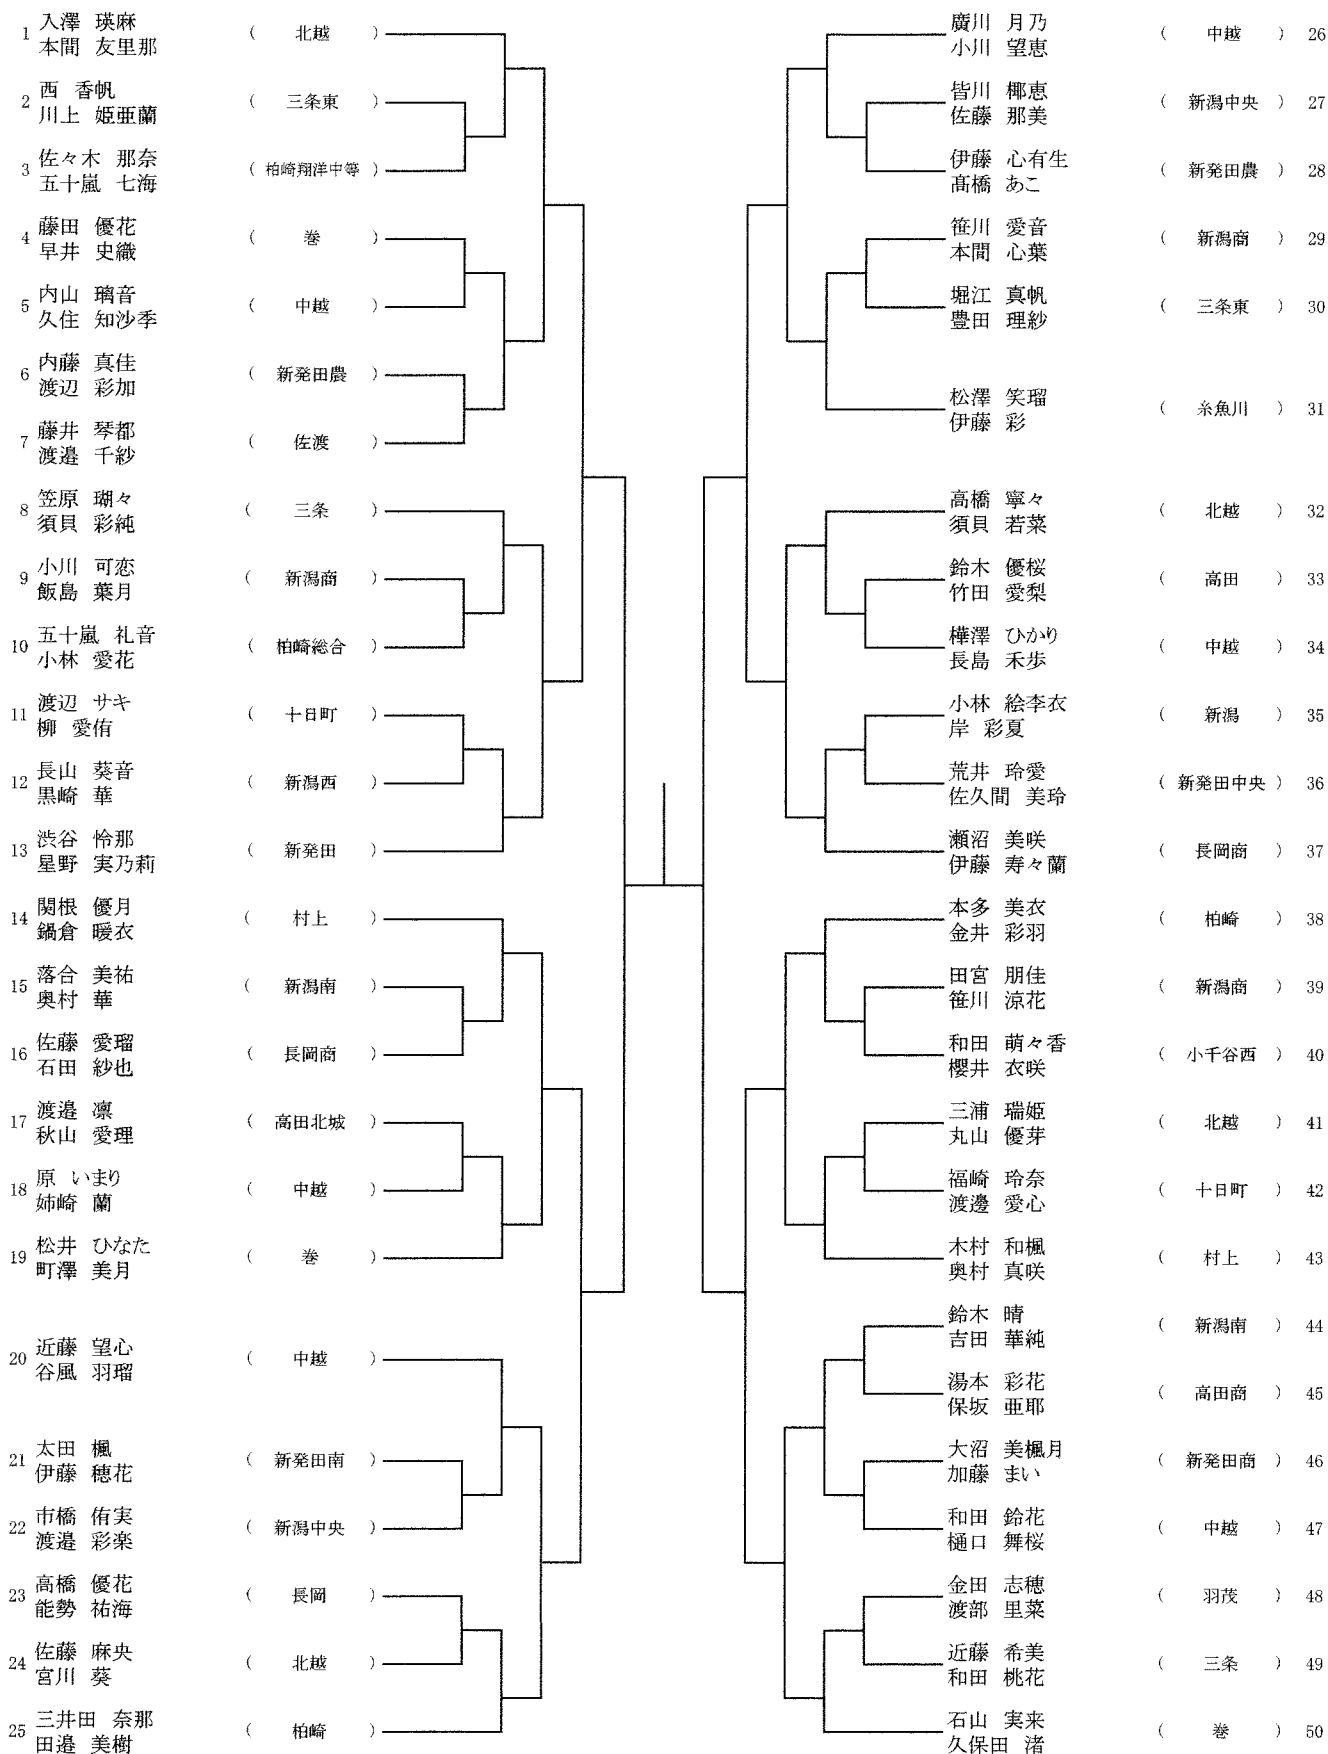 1 入澤 瑛麻 ( 北越 )
本間 友里那
2 西 香帆 ( 三条東 )
川上 姫亜蘭
3 佐々木 那奈 ( 柏崎翔洋中等 )
五十嵐 七海
4 藤田 優花 ( 巻 )
早井 史織
5 内山 璃音 ( 中越 )
久住 知沙季
6 内藤 真佳 ( 新発田農 )
渡辺 彩加
7 藤井 琴都 ( 佐渡 )
渡邉 千紗
8 笠原 瑚々 ( 三条 )
須貝 彩純
9 小川 可恋 ( 新潟商 )
飯島 葉月
10 五十嵐 礼音 ( 柏崎総合 )
小林 愛花
11 渡辺 サキ ( 十日町 )
柳 愛侑
12 長山 葵音 ( 新潟西 )
黒崎 華
13 渋谷 怜那 ( 新発田 )
星野 実乃莉
14 関根 優月 ( 村上 )
鍋倉 暖衣
15 落合 美祐 ( 新潟南 )
奥村 華
16 佐藤 愛瑠 ( 長岡商 )
石田 紗也
17 渡邉 凛 ( 高田北城 )
秋山 愛理
18 原 いまり ( 中越 )
姉崎 蘭
19 松井 ひなた ( 巻 )
町澤 美月
20 近藤 望心 ( 中越 )
谷風 羽瑠
21 太田 楓 ( 新発田南 )
伊藤 穂花
22 市橋 侑実 ( 新潟中央 )
渡邉 彩楽
23 高橋 優花 ( 長岡 )
能勢 祐海
24 佐藤 麻央 ( 北越 )
宮川 葵
25 三井田 奈那 ( 柏崎 )
田邉 美樹
廣川 月乃 ( 中越 ) 26
小川 望恵
皆川 椰恵 ( 新潟中央 ) 27
佐藤 那美
伊藤 心有生 ( 新発田農 ) 28
髙橋 あこ
笹川 愛音 ( 新潟商 ) 29
本間 心葉
堀江 真帆 ( 三条東 ) 30
豊田 理紗
松澤 笑瑠 ( 糸魚川 ) 31
伊藤 彩
高橋 寧々 ( 北越 ) 32
須貝 若菜
鈴木 優桜 ( 高田 ) 33
竹田 愛梨
樺澤 ひかり ( 中越 ) 34
長島 禾歩
小林 絵李衣 ( 新潟 ) 35
岸 彩夏
荒井 玲愛 ( 新発田中央 ) 36
佐久間 美玲
瀬沼 美咲 ( 長岡商 ) 37
伊藤 寿々蘭
本多 美衣 ( 柏崎 ) 38
金井 彩羽
田宮 朋佳 ( 新潟商 ) 39
笹川 涼花
和田 萌々香 ( 小千谷西 ) 40
櫻井 衣咲
三浦 瑞姫 ( 北越 ) 41
丸山 優芽
福崎 玲奈 ( 十日町 ) 42
渡邊 愛心
木村 和楓 ( 村上 ) 43
奥村 真咲
鈴木 晴 ( 新潟南 ) 44
吉田 華純
湯本 彩花 ( 高田商 ) 45
保坂 亜耶
大沼 美楓月 ( 新発田商 ) 46
加藤 まい
和田 鈴花 ( 中越 ) 47
樋口 舞桜
金田 志穂 ( 羽茂 ) 48
渡部 里菜
近藤 希美 ( 三条 ) 49
和田 桃花
石山 実来 ( 巻 ) 50
久保田 渚